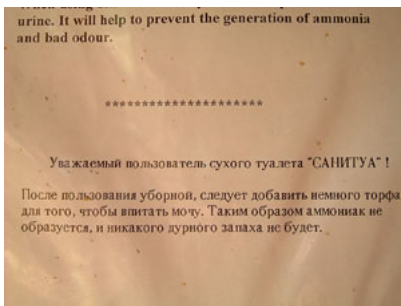 urine. It will help to prevent the generation of ammonia
and bad odour.
*********************
Уважаемый пользователь сухого туалета "САНИТУА" !
После пользования уборной, следует добавить немного торфа
для того, чтобы впитать мочу. Таким образом аммониак не
образуется, и никакого дурного запаха не будет.